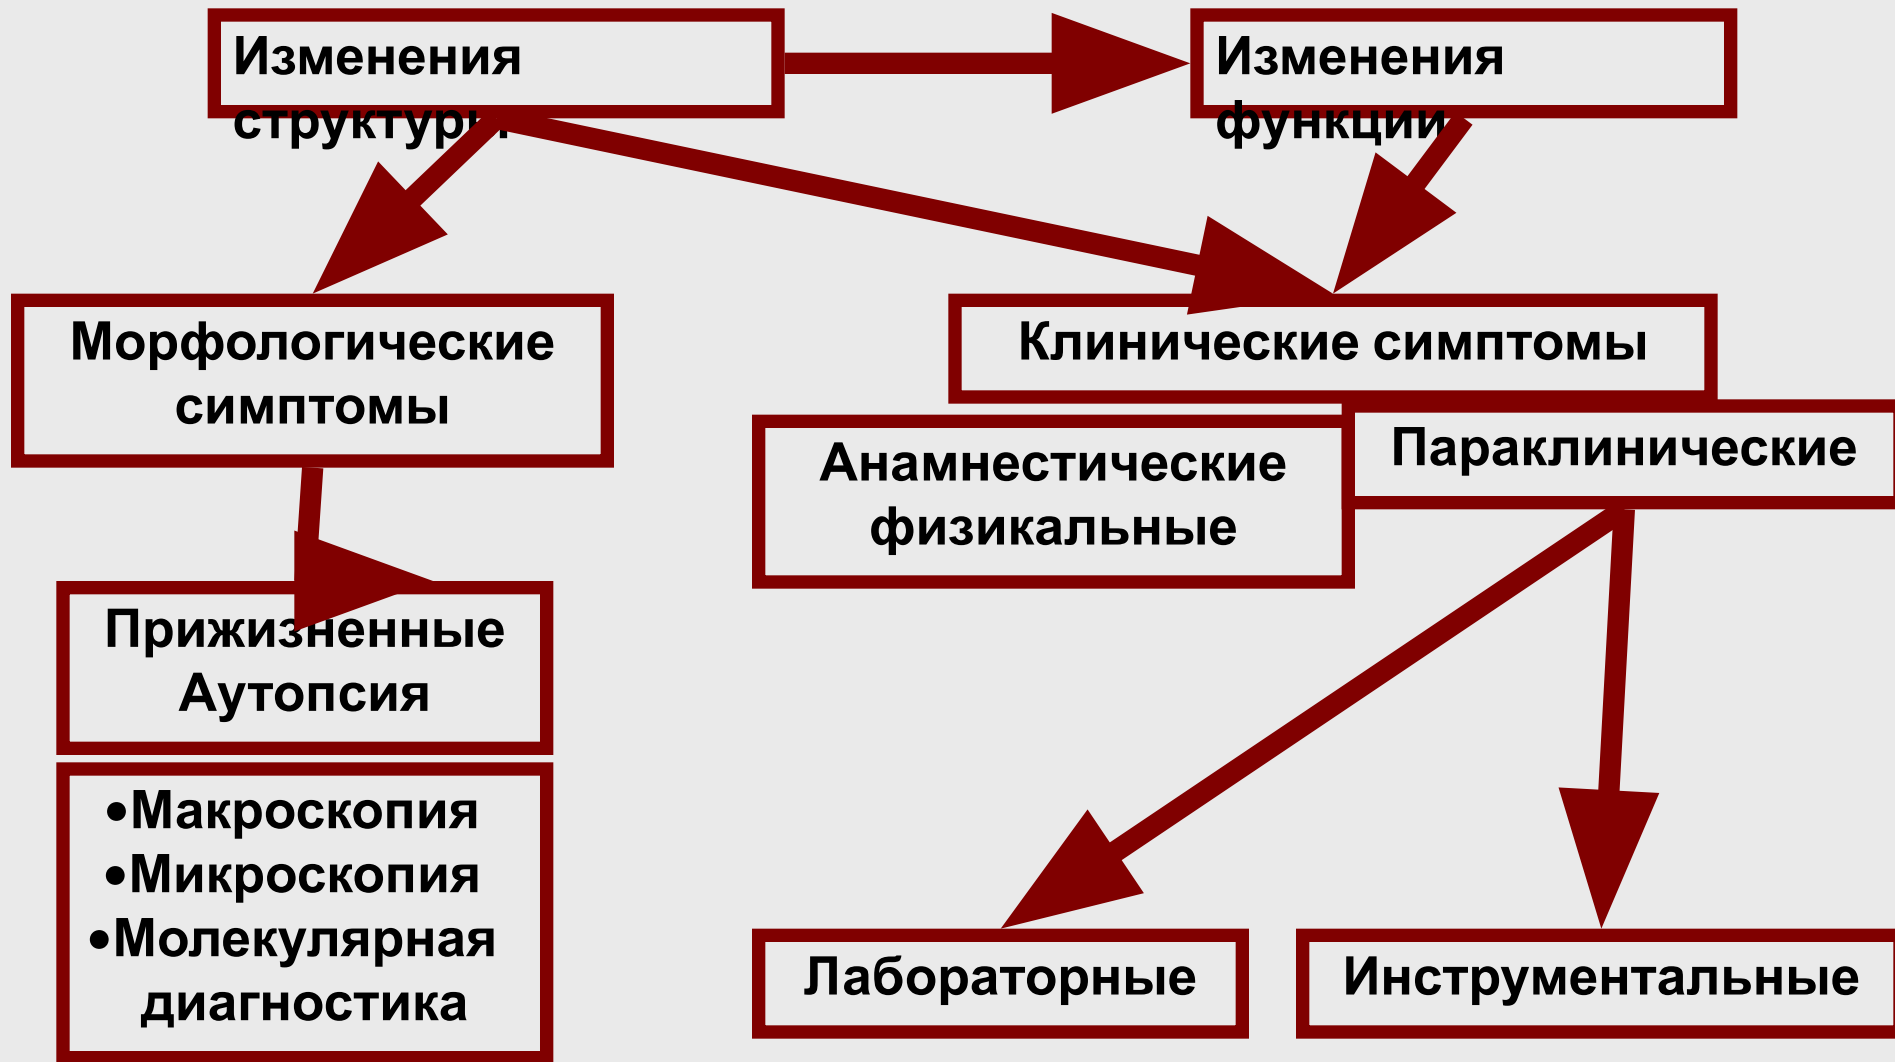 Изменения
структуры
Изменения
функции
Морфологические
симптомы
Клинические симптомы
Анамнестические
физикальные
Параклинические
Прижизненные
Аутопсия
•Макроскопия
•Микроскопия
•Молекулярная
диагностика
Лабораторные
Инструментальные